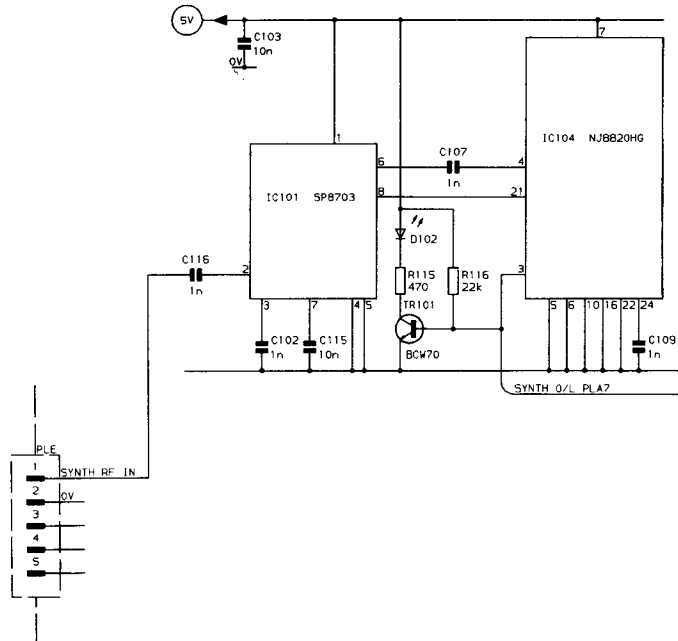 5V
C103
10n
0V
7
1
IC104 NJ8820HG
IC101 SP8703
6
C107
1n
4
8
21
D102
2
C116
1n
R115
470
R116
22k
3
TR101
BCW70
3
7
4
5
C102
1n
C115
10n
5
6
10
16
22
24
C109
1n
SYNTH O/L PLA7
PLE
1
SYNTH RF IN
2
0V
3
4
5